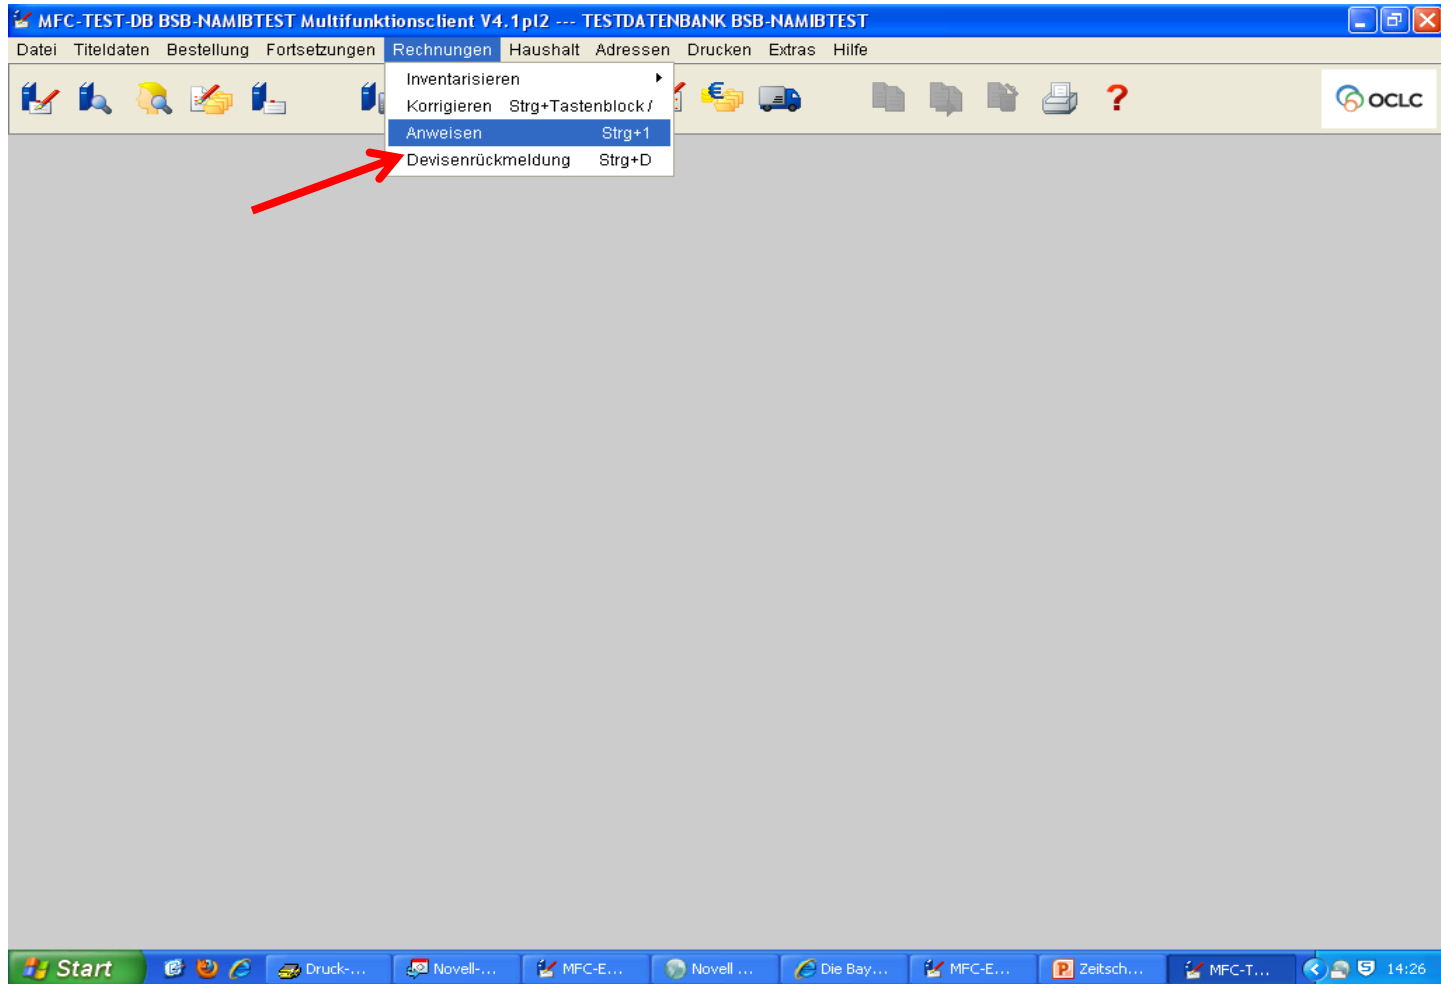 MFC-TEST-DB BSB-NAMIBTEST Multifunktionsclient V4.1pl2 --- TESTDATENBANK BSB-NAMIBTEST
Datei Titeldaten Bestellung Fortsetzungen Rechnungen Haushalt Adressen Drucken Extras Hilfe
Inventarisieren
Korrigieren Strg+Tastenblock /
Anweisen Strg+1
Devisenrückmeldung Strg+D
OCLC
Start Druck-... Novell-... MFC-E... Novell ... Die Bay... MFC-E... Zeitsch... MFC-T... 14:26